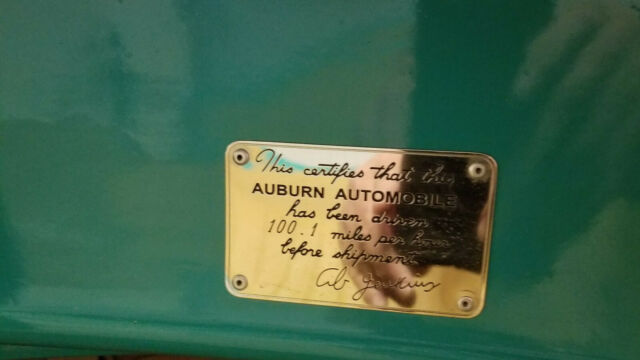 This certifies that this
AUBURN AUTOMOBILE
has been driven
100.1 miles per hour
before shipment
Ab Jenkins